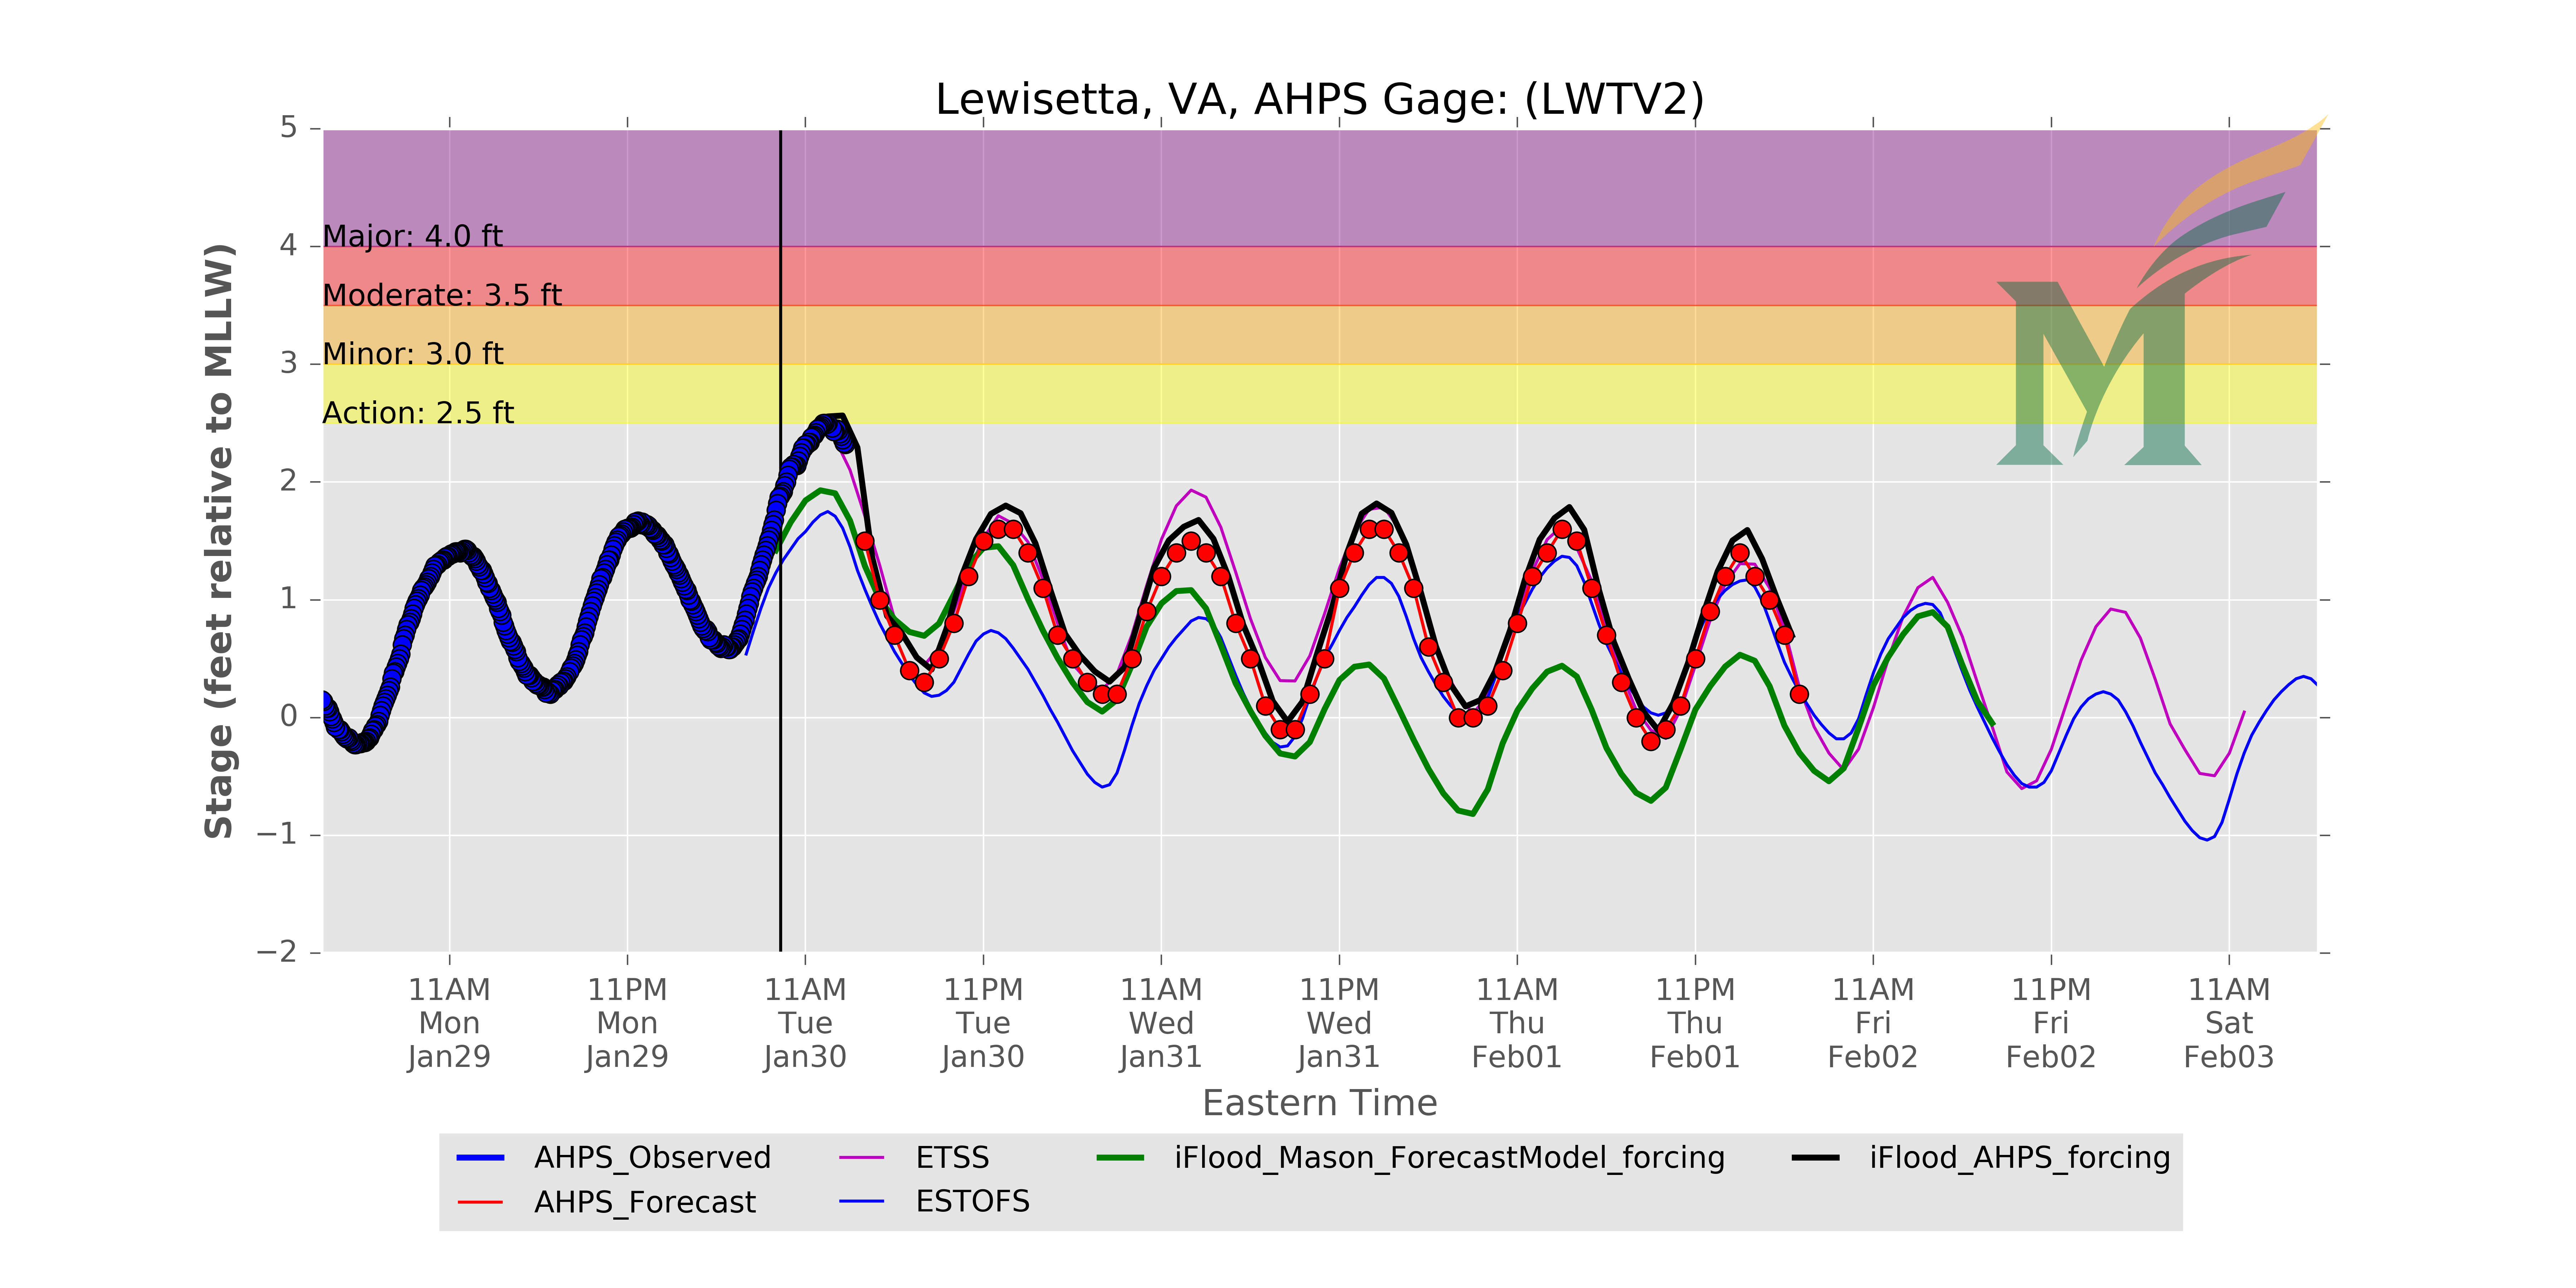 Lewisetta, VA, AHPS Gage: (LWTV2)
Stage (feet relative to MLLW)
5
4
3
2
1
0
−1
−2
Major: 4.0 ft
Moderate: 3.5 ft
Minor: 3.0 ft
Action: 2.5 ft
M
11AM 11PM 11AM 11PM 11AM 11PM 11AM 11PM 11AM 11PM 11AM
Mon Mon Tue Tue Wed Wed Thu Thu Fri Fri Sat
Jan29 Jan29 Jan30 Jan30 Jan31 Jan31 Feb01 Feb01 Feb02 Feb02 Feb03
Eastern Time
AHPS_Observed ETSS iFlood_Mason_ForecastModel_forcing iFlood_AHPS_forcing
AHPS_Forecast ESTOFS